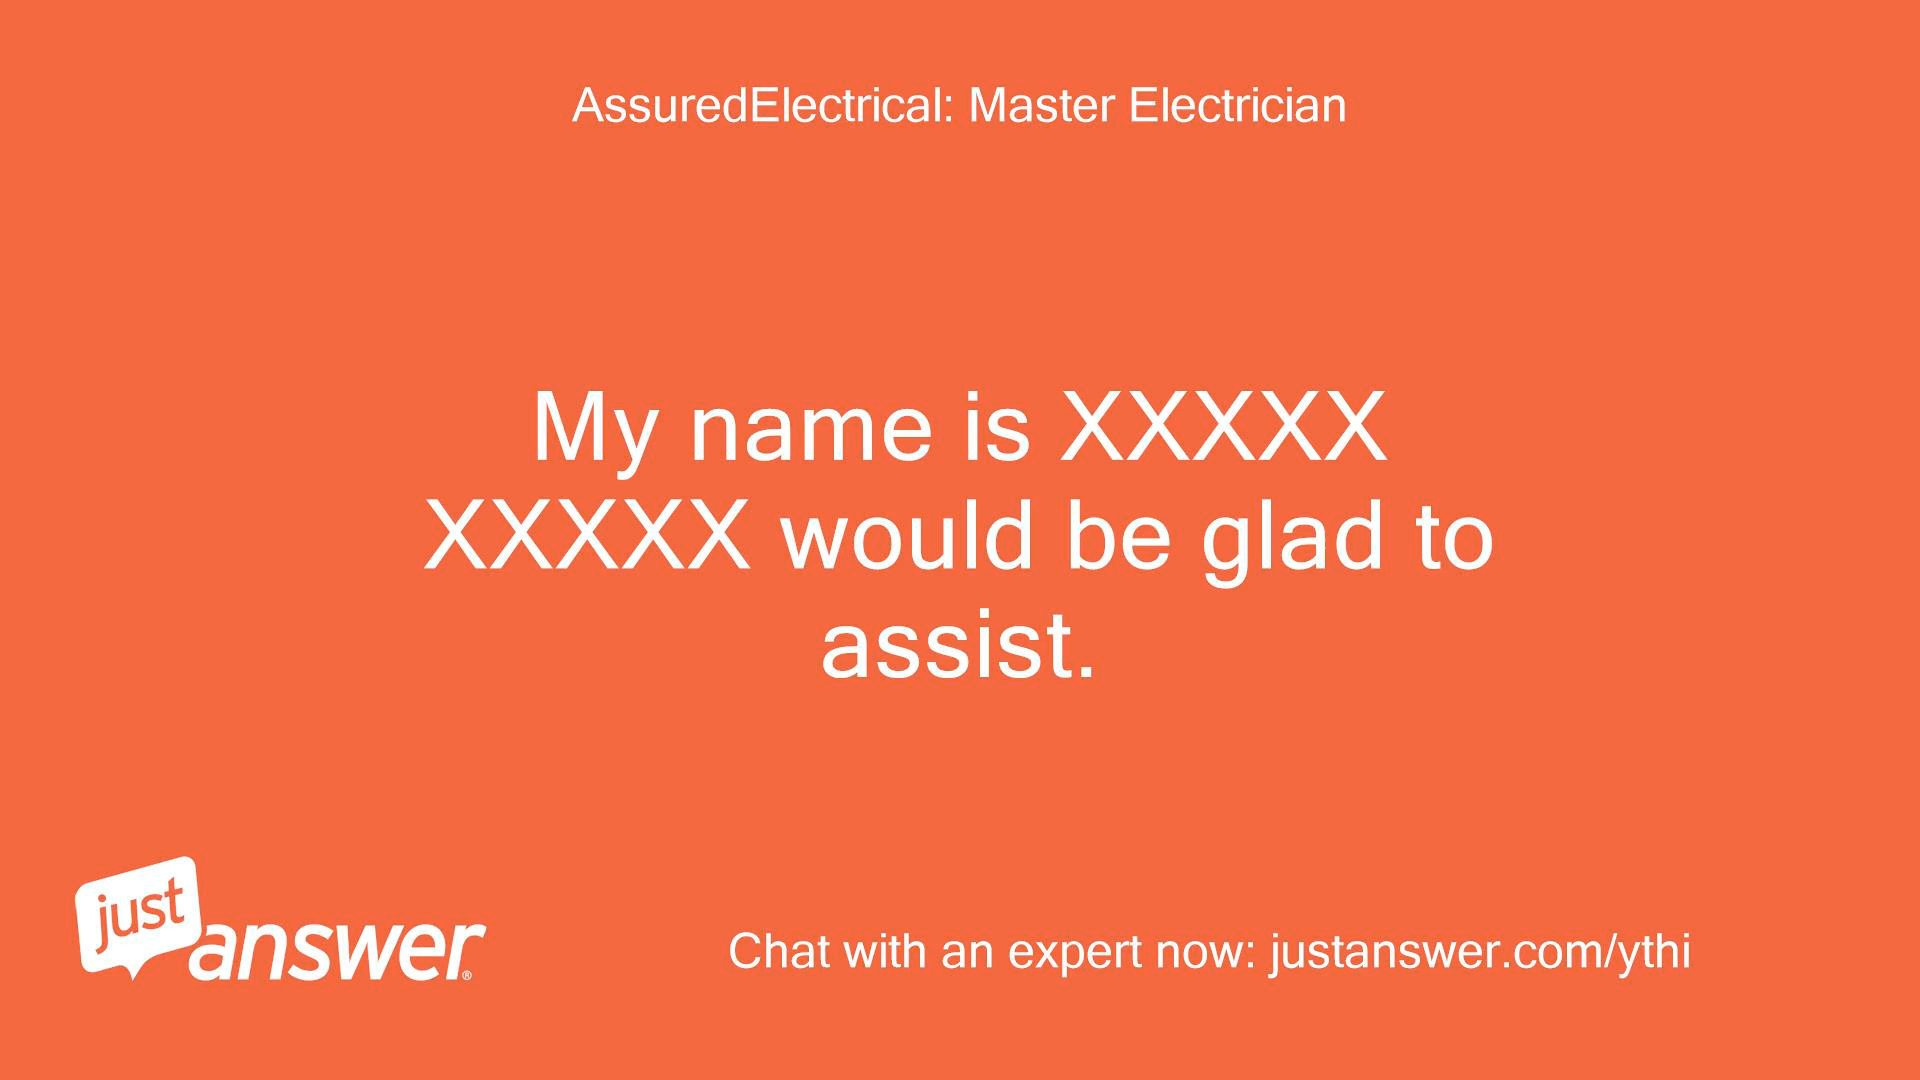 AssuredElectrical: Master Electrician
My name is XXXXX
XXXXX would be glad to
assist.
just
answer®
Chat with an expert now: justanswer.com/ythi